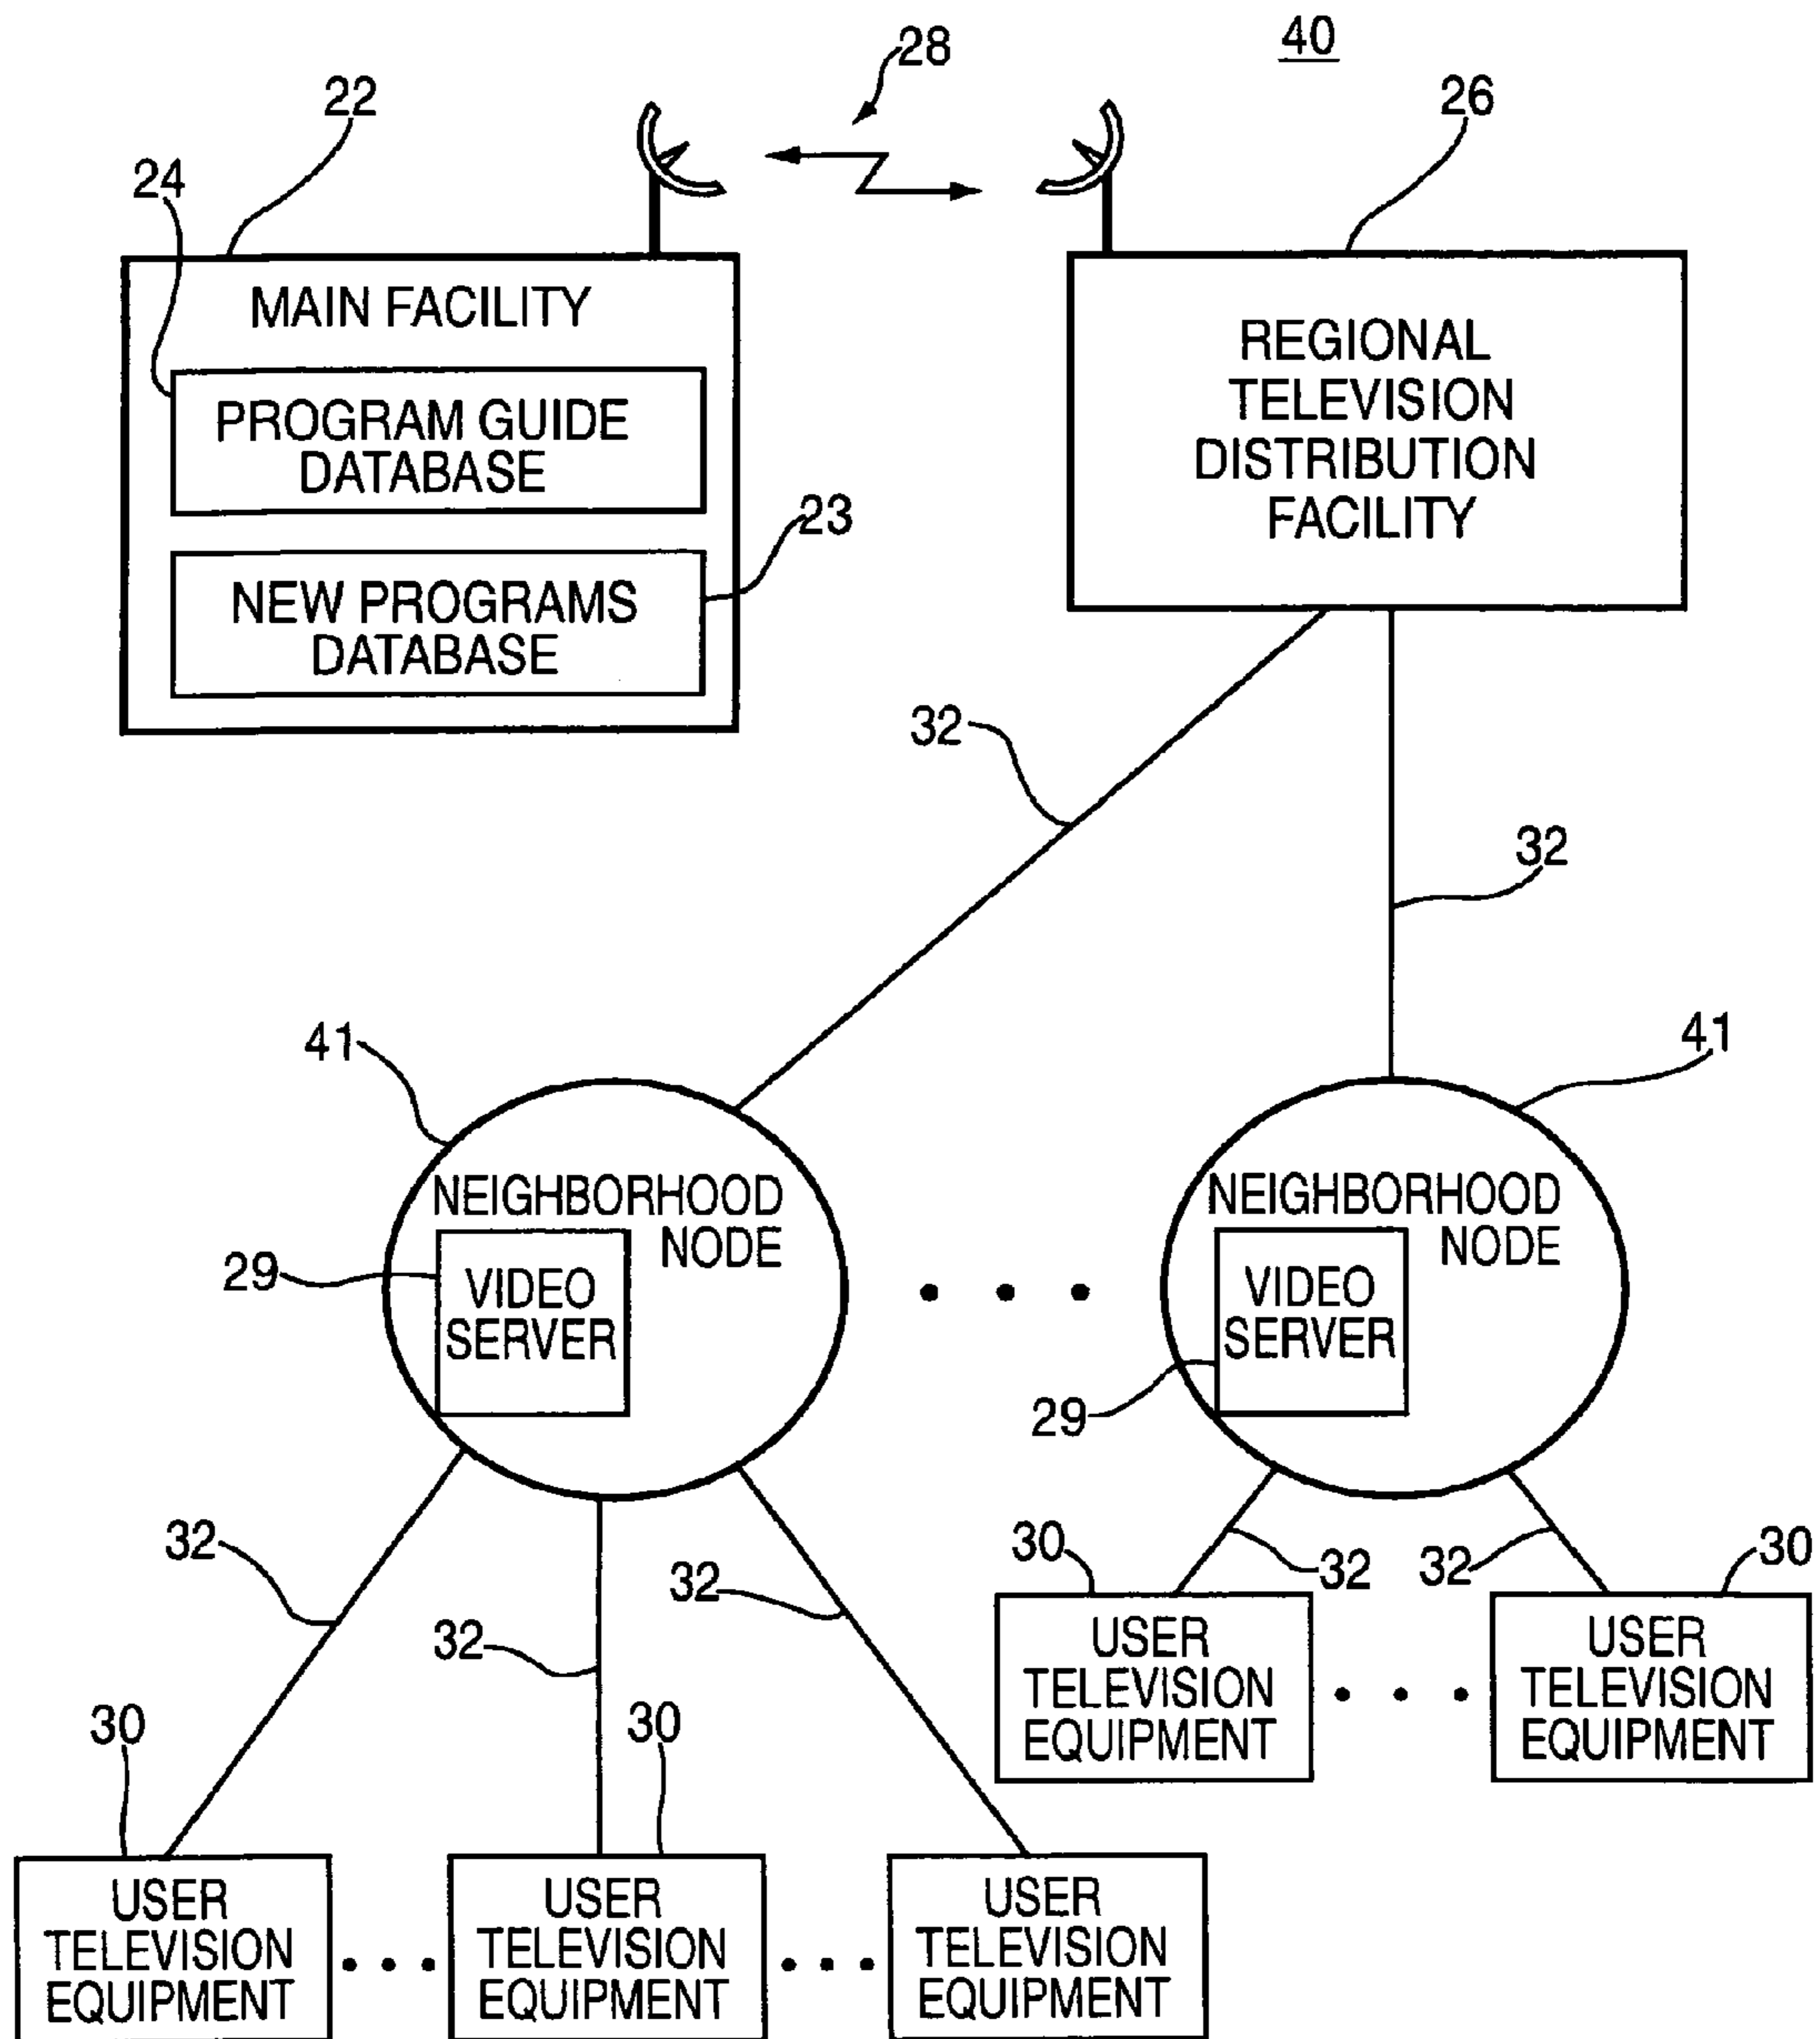 40
28
22
26
24
MAIN FACILITY
PROGRAM GUIDE
DATABASE
23
NEW PROGRAMS
DATABASE
REGIONAL
TELEVISION
DISTRIBUTION
FACILITY
32
32
41
41
NEIGHBORHOOD
NODE
29
VIDEO
SERVER
NEIGHBORHOOD
NODE
VIDEO
SERVER
29
32
32
32
30
32
32
30
USER
TELEVISION
EQUIPMENT
USER
TELEVISION
EQUIPMENT
30
30
USER
TELEVISION
EQUIPMENT
USER
TELEVISION
EQUIPMENT
USER
TELEVISION
EQUIPMENT